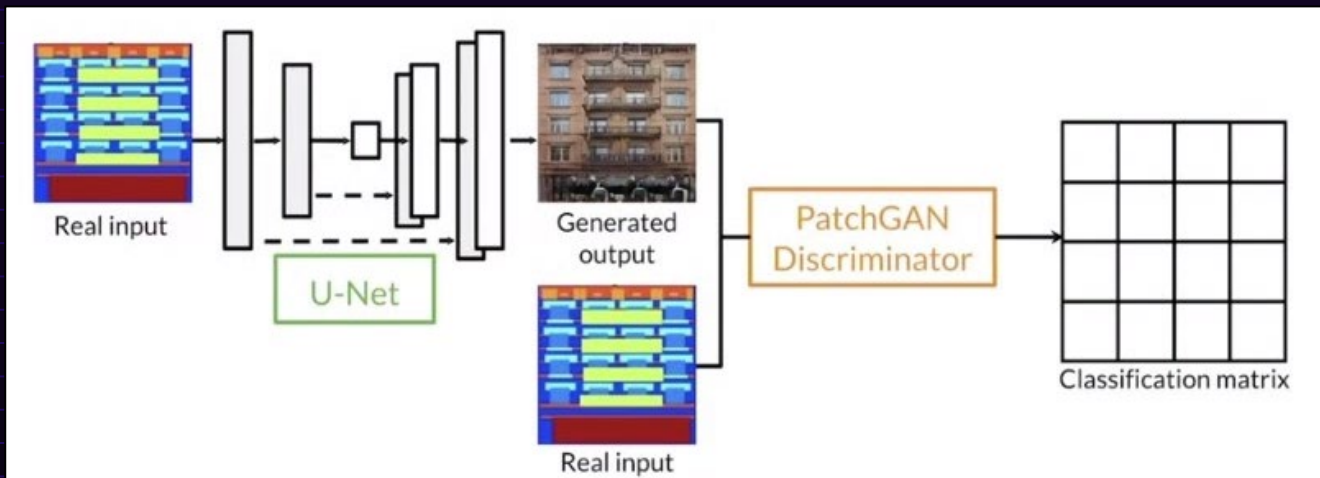 Real input
U-Net
Generated
output
Real input
PatchGAN
Discriminator
Classification matrix